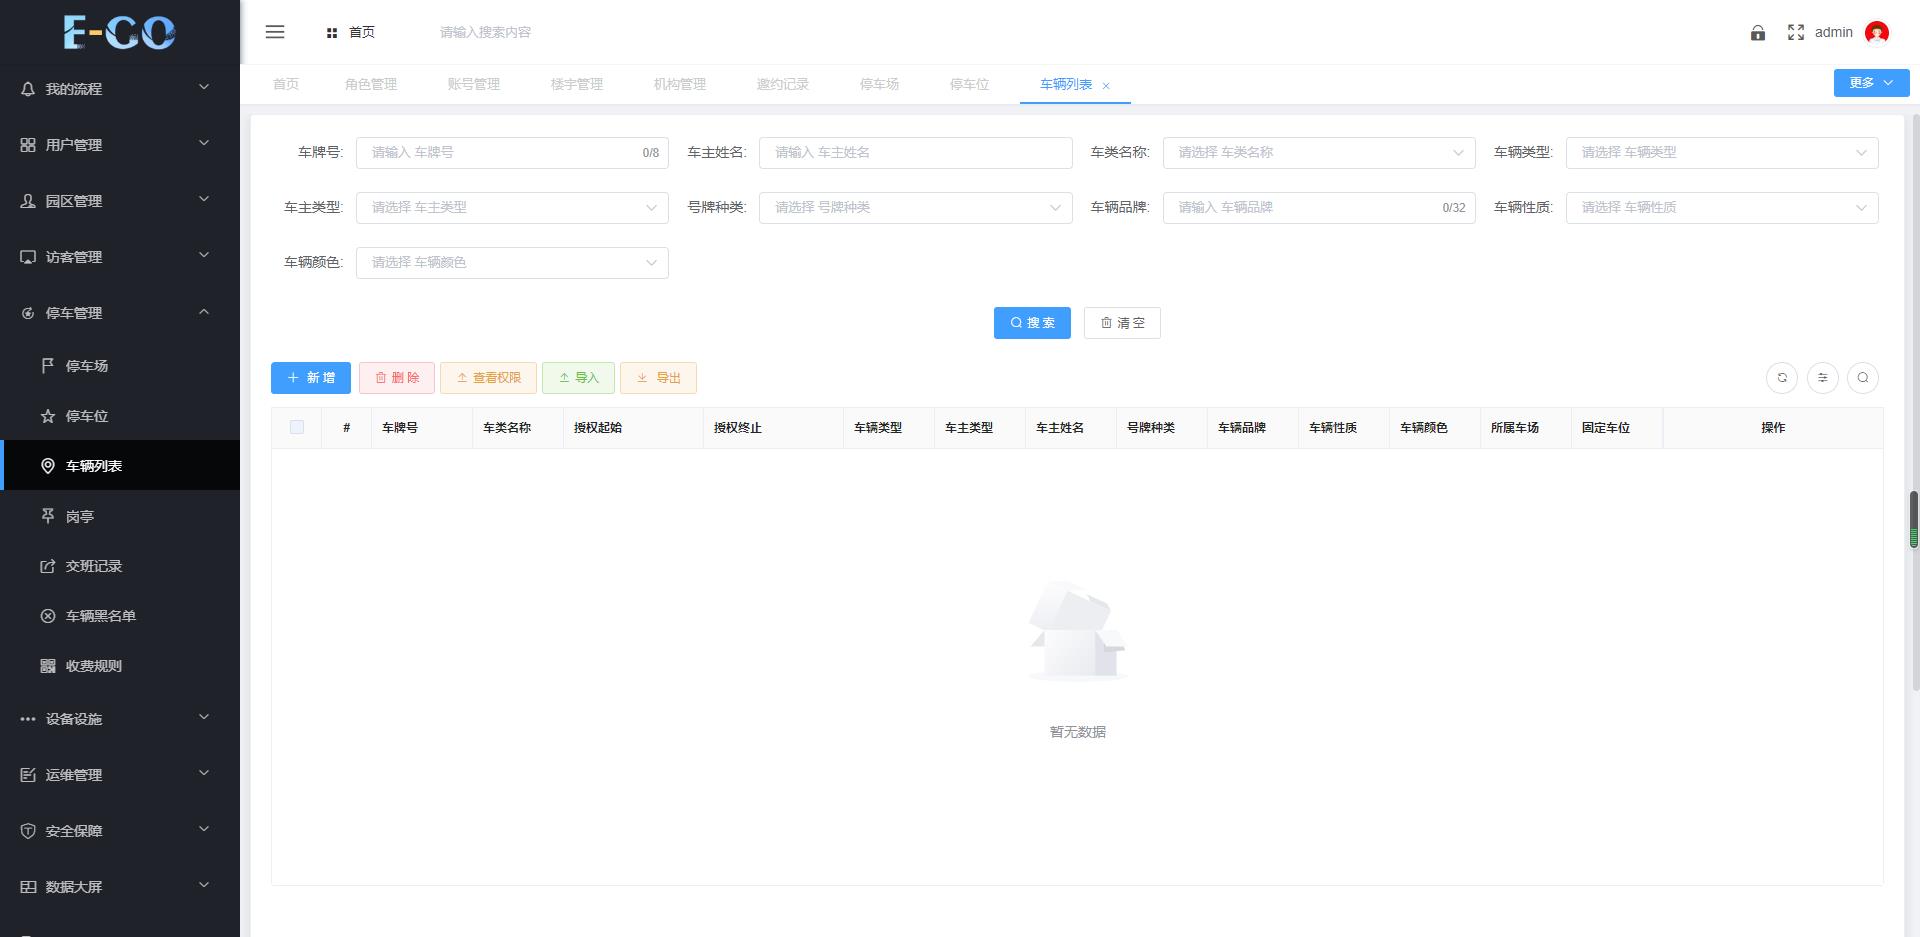 E-GO
我的流程
用户管理
园区管理
访客管理
停车管理
停车场
停车位
车辆列表
岗亭
交班记录
车辆黑名单
收费规则
设备设施
运维管理
安全保障
数据大屏
首页 请输入搜索内容 admin
首页 角色管理 账号管理 楼宇管理 机构管理 邀约记录 停车场 停车位 车辆列表 更多
车牌号: 请输入 车牌号 0/8 车主姓名: 请输入 车主姓名 车类名称: 请选择 车类名称 车辆类型: 请选择 车辆类型
车主类型: 请选择 车主类型 号牌种类: 请选择 号牌种类 车辆品牌: 请输入 车辆品牌 0/32 车辆性质: 请选择 车辆性质
车辆颜色: 请选择 车辆颜色
搜 索 清 空
新 增 删 除 查看权限 导入 导出
# 车牌号 车类名称 授权起始 授权终止 车辆类型 车主类型 车主姓名 号牌种类 车辆品牌 车辆性质 车辆颜色 所属车场 固定车位 操作
暂无数据